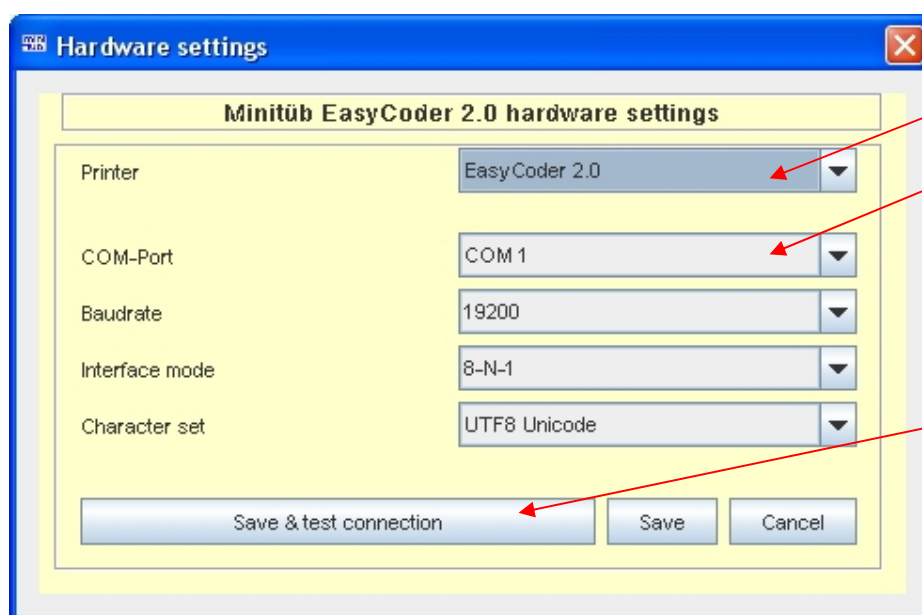 Hardware settings
Minitüb EasyCoder 2.0 hardware settings
Printer EasyCoder 2.0
COM-Port COM 1
Baudrate 19200
Interface mode 8-N-1
Character set UTF8 Unicode
Save & test connection Save Cancel